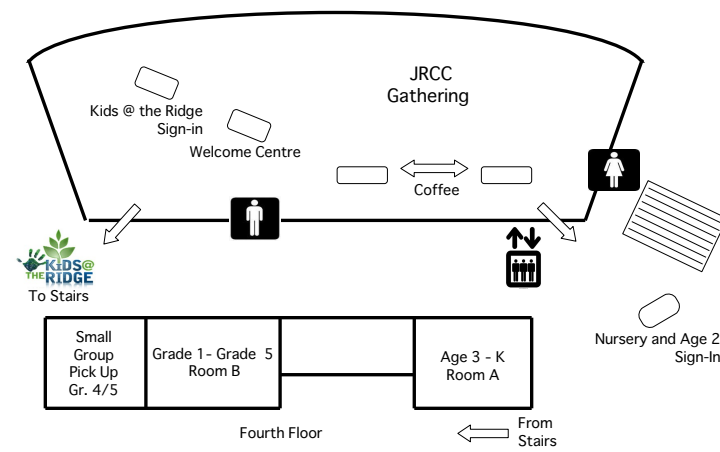 JRCC
Gathering
Kids @ the Ridge
Sign-in
Welcome Centre
Coffee
KiDS@
THE RIDGE
To Stairs
Nursery and Age 2
Sign-In
Small
Group
Pick Up
Gr. 4/5
Grade 1 - Grade 5
Room B
Age 3 - K
Room A
Fourth Floor
From
Stairs